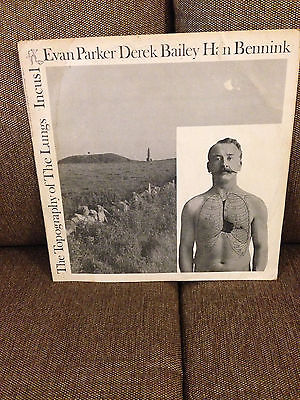 Evan Parker Derek Bailey Han Bennink
The Topography of The Lungs Incus 1